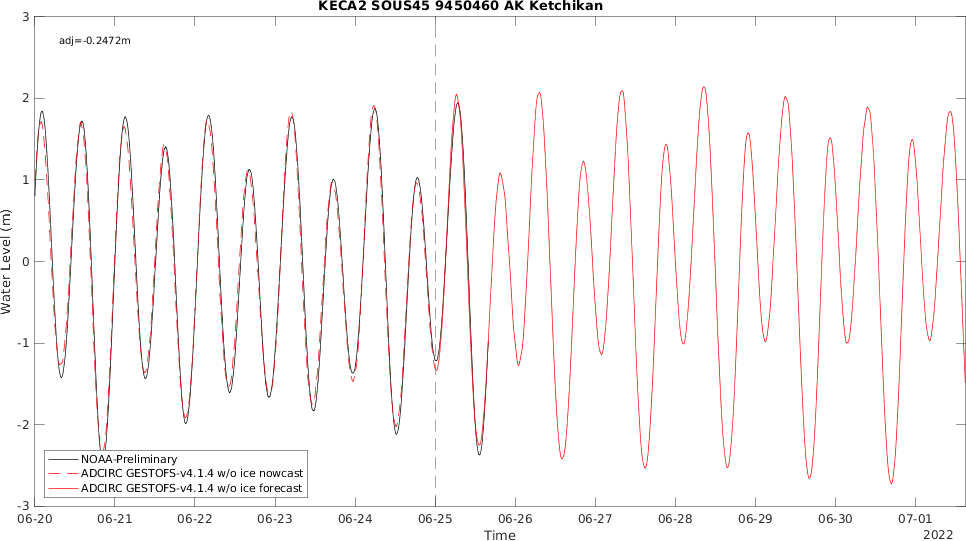 KECA2 SOUS45 9450460 AK Ketchikan
3
adj=-0.2472m
2
1
0
-1
-2
-3
Water Level (m)
NOAA-Preliminary
ADCIRC GESTOFS-v4.1.4 w/o ice nowcast
ADCIRC GESTOFS-v4.1.4 w/o ice forecast
06-20 06-21 06-22 06-23 06-24 06-25 06-26 06-27 06-28 06-29 06-30 07-01
Time
2022